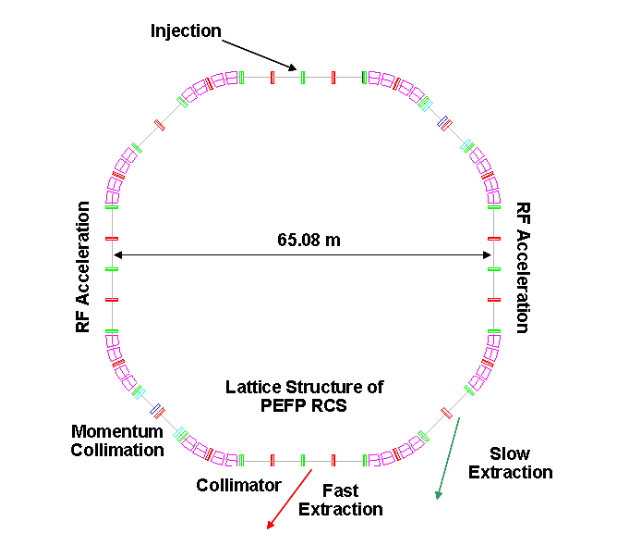 Injection
RF Acceleration
65.08 m
RF Acceleration
Lattice Structure of
PEFP RCS
Momentum
Collimation
Collimator
Fast
Extraction
Slow
Extraction